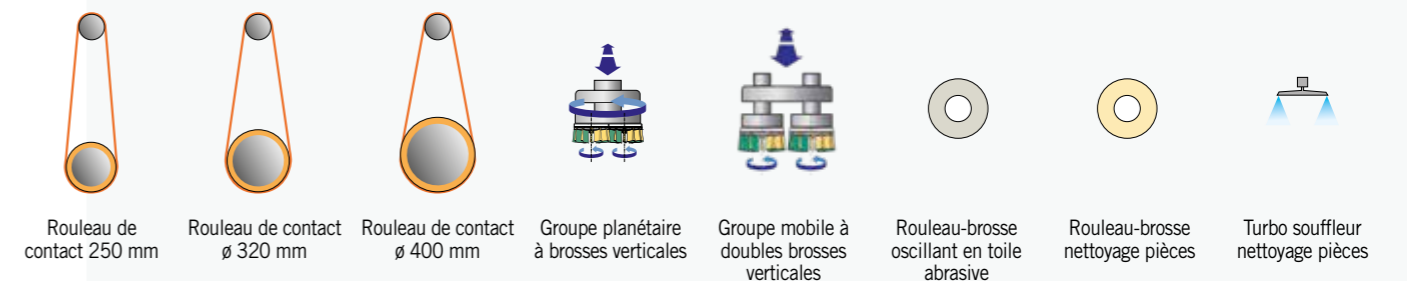 Rouleau de
contact 250 mm
Rouleau de contact
ø 320 mm
Rouleau de contact
ø 400 mm
Groupe planétaire
à brosses verticales
Groupe mobile à
doubles brosses
verticales
Rouleau-brosse
oscillant en toile
abrasive
Rouleau-brosse
nettoyage pièces
Turbo souffleur
nettoyage pièces